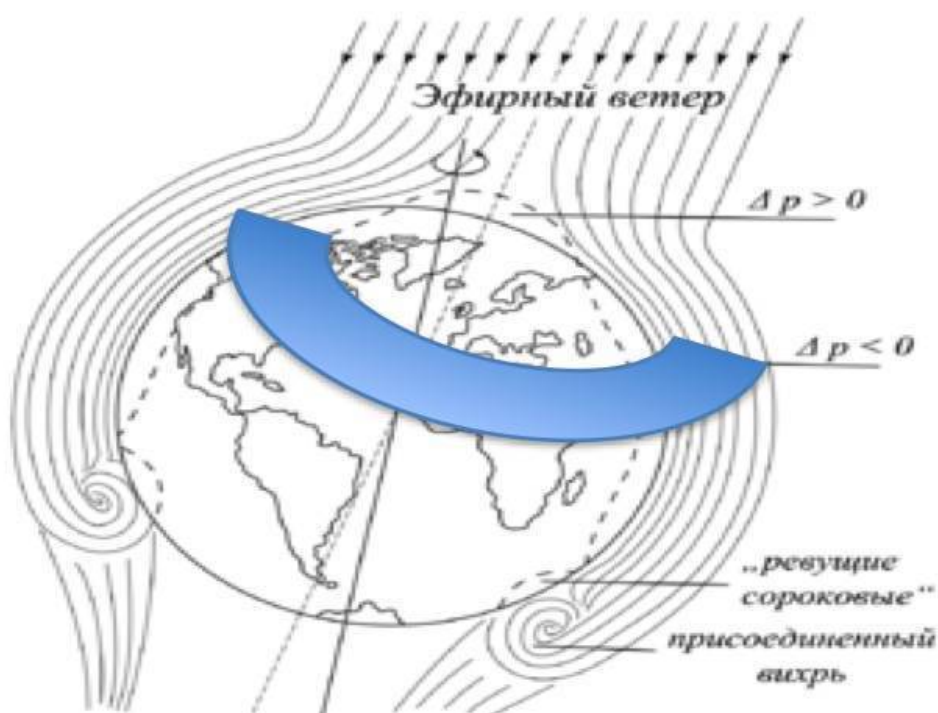 Эфирный ветер
Δ p > 0
Δ p < 0
„ревущие
сороковые“
присоединенный
вихрь